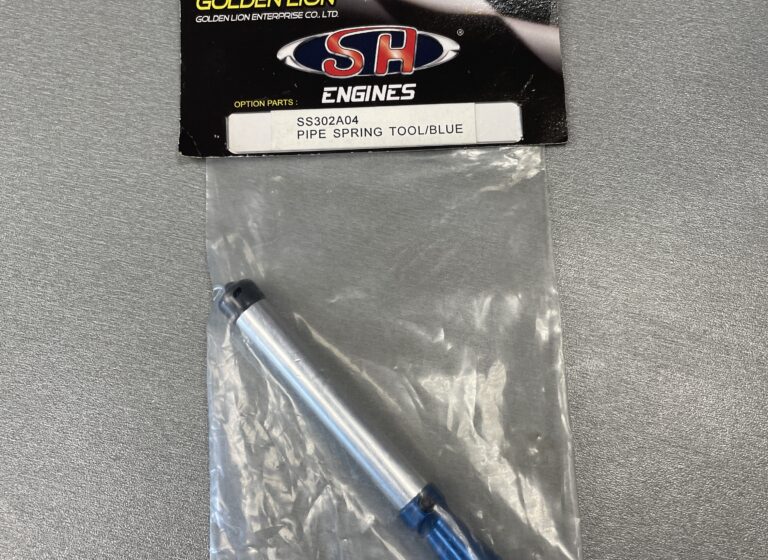 GOLDEN LION
GOLDEN LION ENTERPRISE CO., LTD.
SH
®
ENGINES
OPTION PARTS :
SS302A04
PIPE SPRING TOOL/BLUE